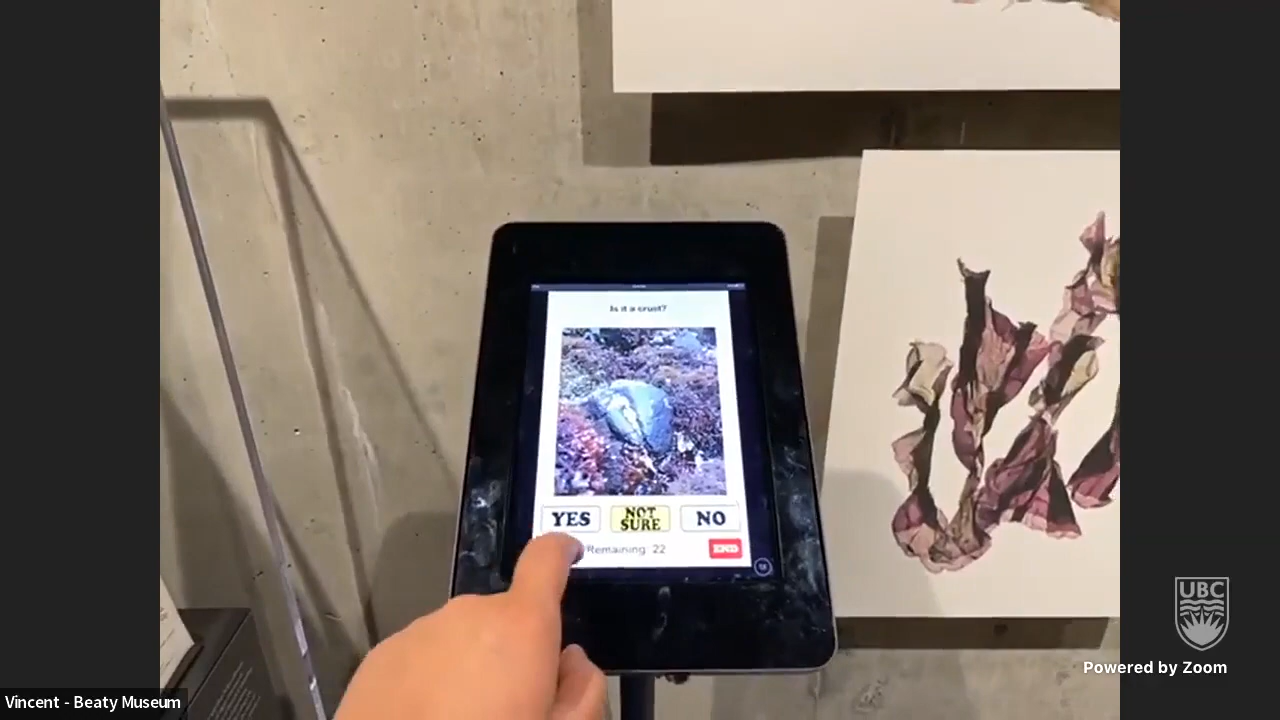 Is it a crust?
YES
NOT
SURE
NO
Remaining 22
END
UBC
Powered by Zoom
Vincent - Beaty Museum